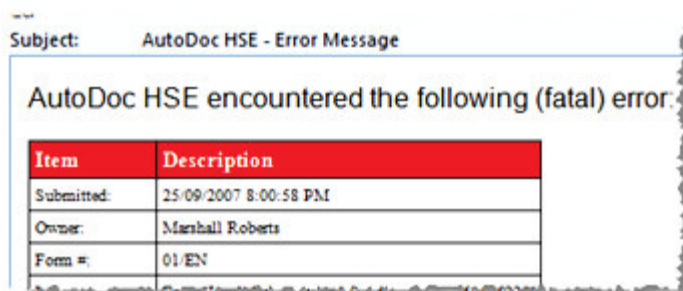 Subject: AutoDoc HSE - Error Message
AutoDoc HSE encountered the following (fatal) error:
Item Description
Submitted: 25/09/2007 8:00:58 PM
Owner: Marshall Roberts
Form #: 01/EN